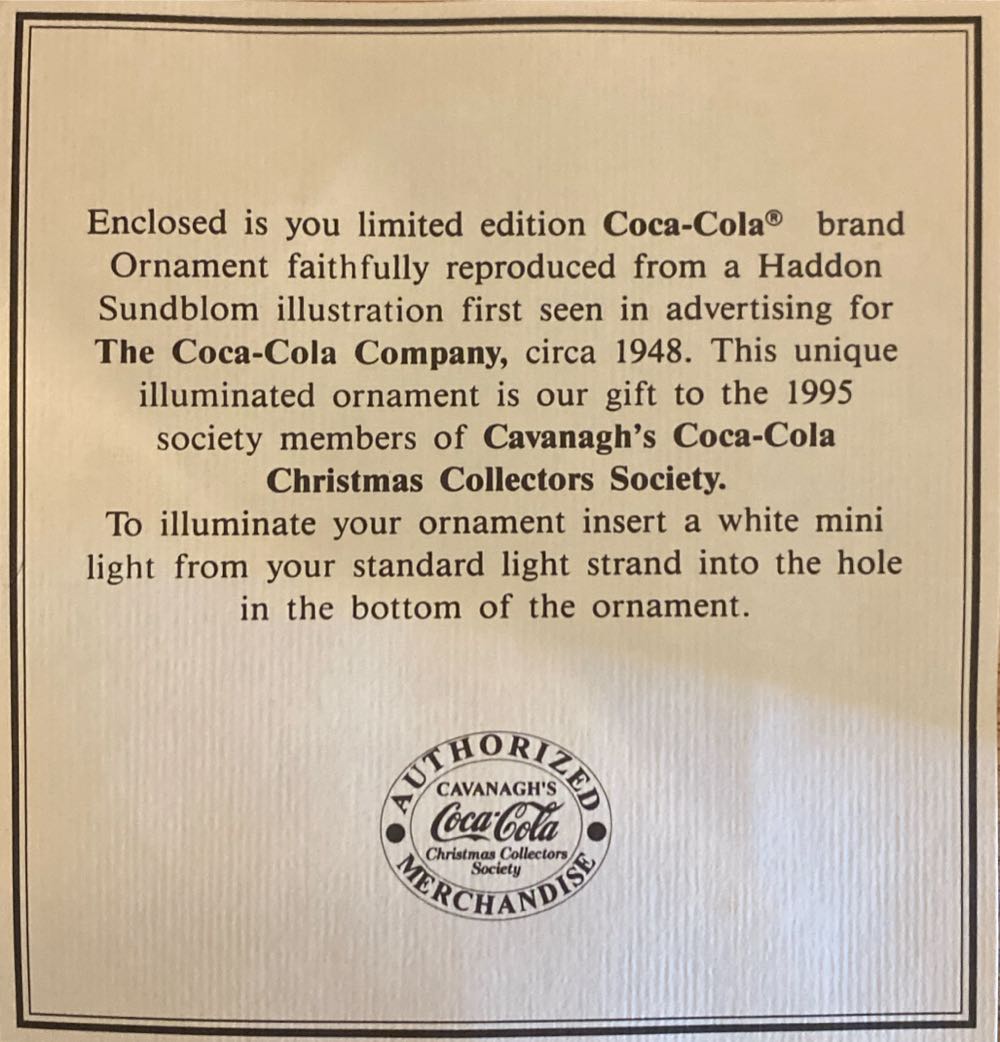 Enclosed is you limited edition Coca-Cola® brand
Ornament faithfully reproduced from a Haddon
Sundblom illustration first seen in advertising for
The Coca-Cola Company, circa 1948. This unique
illuminated ornament is our gift to the 1995
society members of Cavanagh's Coca-Cola
Christmas Collectors Society.
To illuminate your ornament insert a white mini
light from your standard light strand into the hole
in the bottom of the ornament.
AUTHORIZED
CAVANAGH'S
Coca-Cola
Christmas Collectors
Society
MERCHANDISE